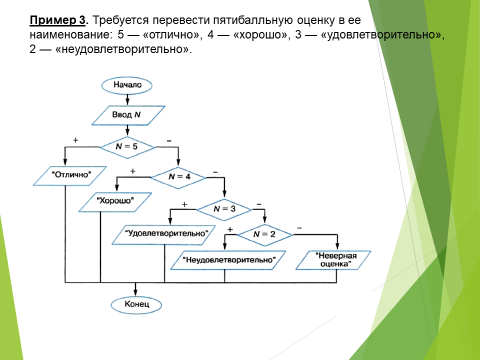 Пример 3. Требуется перевести пятибалльную оценку в ее
наименование: 5 — «отлично», 4 — «хорошо», 3 — «удовлетворительно»,
2 — «неудовлетворительно».
Начало
Ввод N
+ N = 5 –
"Отлично"
+ N = 4 –
"Хорошо"
+ N = 3 –
"Удовлетворительно"
+ N = 2 –
"Неудовлетворительно"
"Неверная
оценка"
Конец